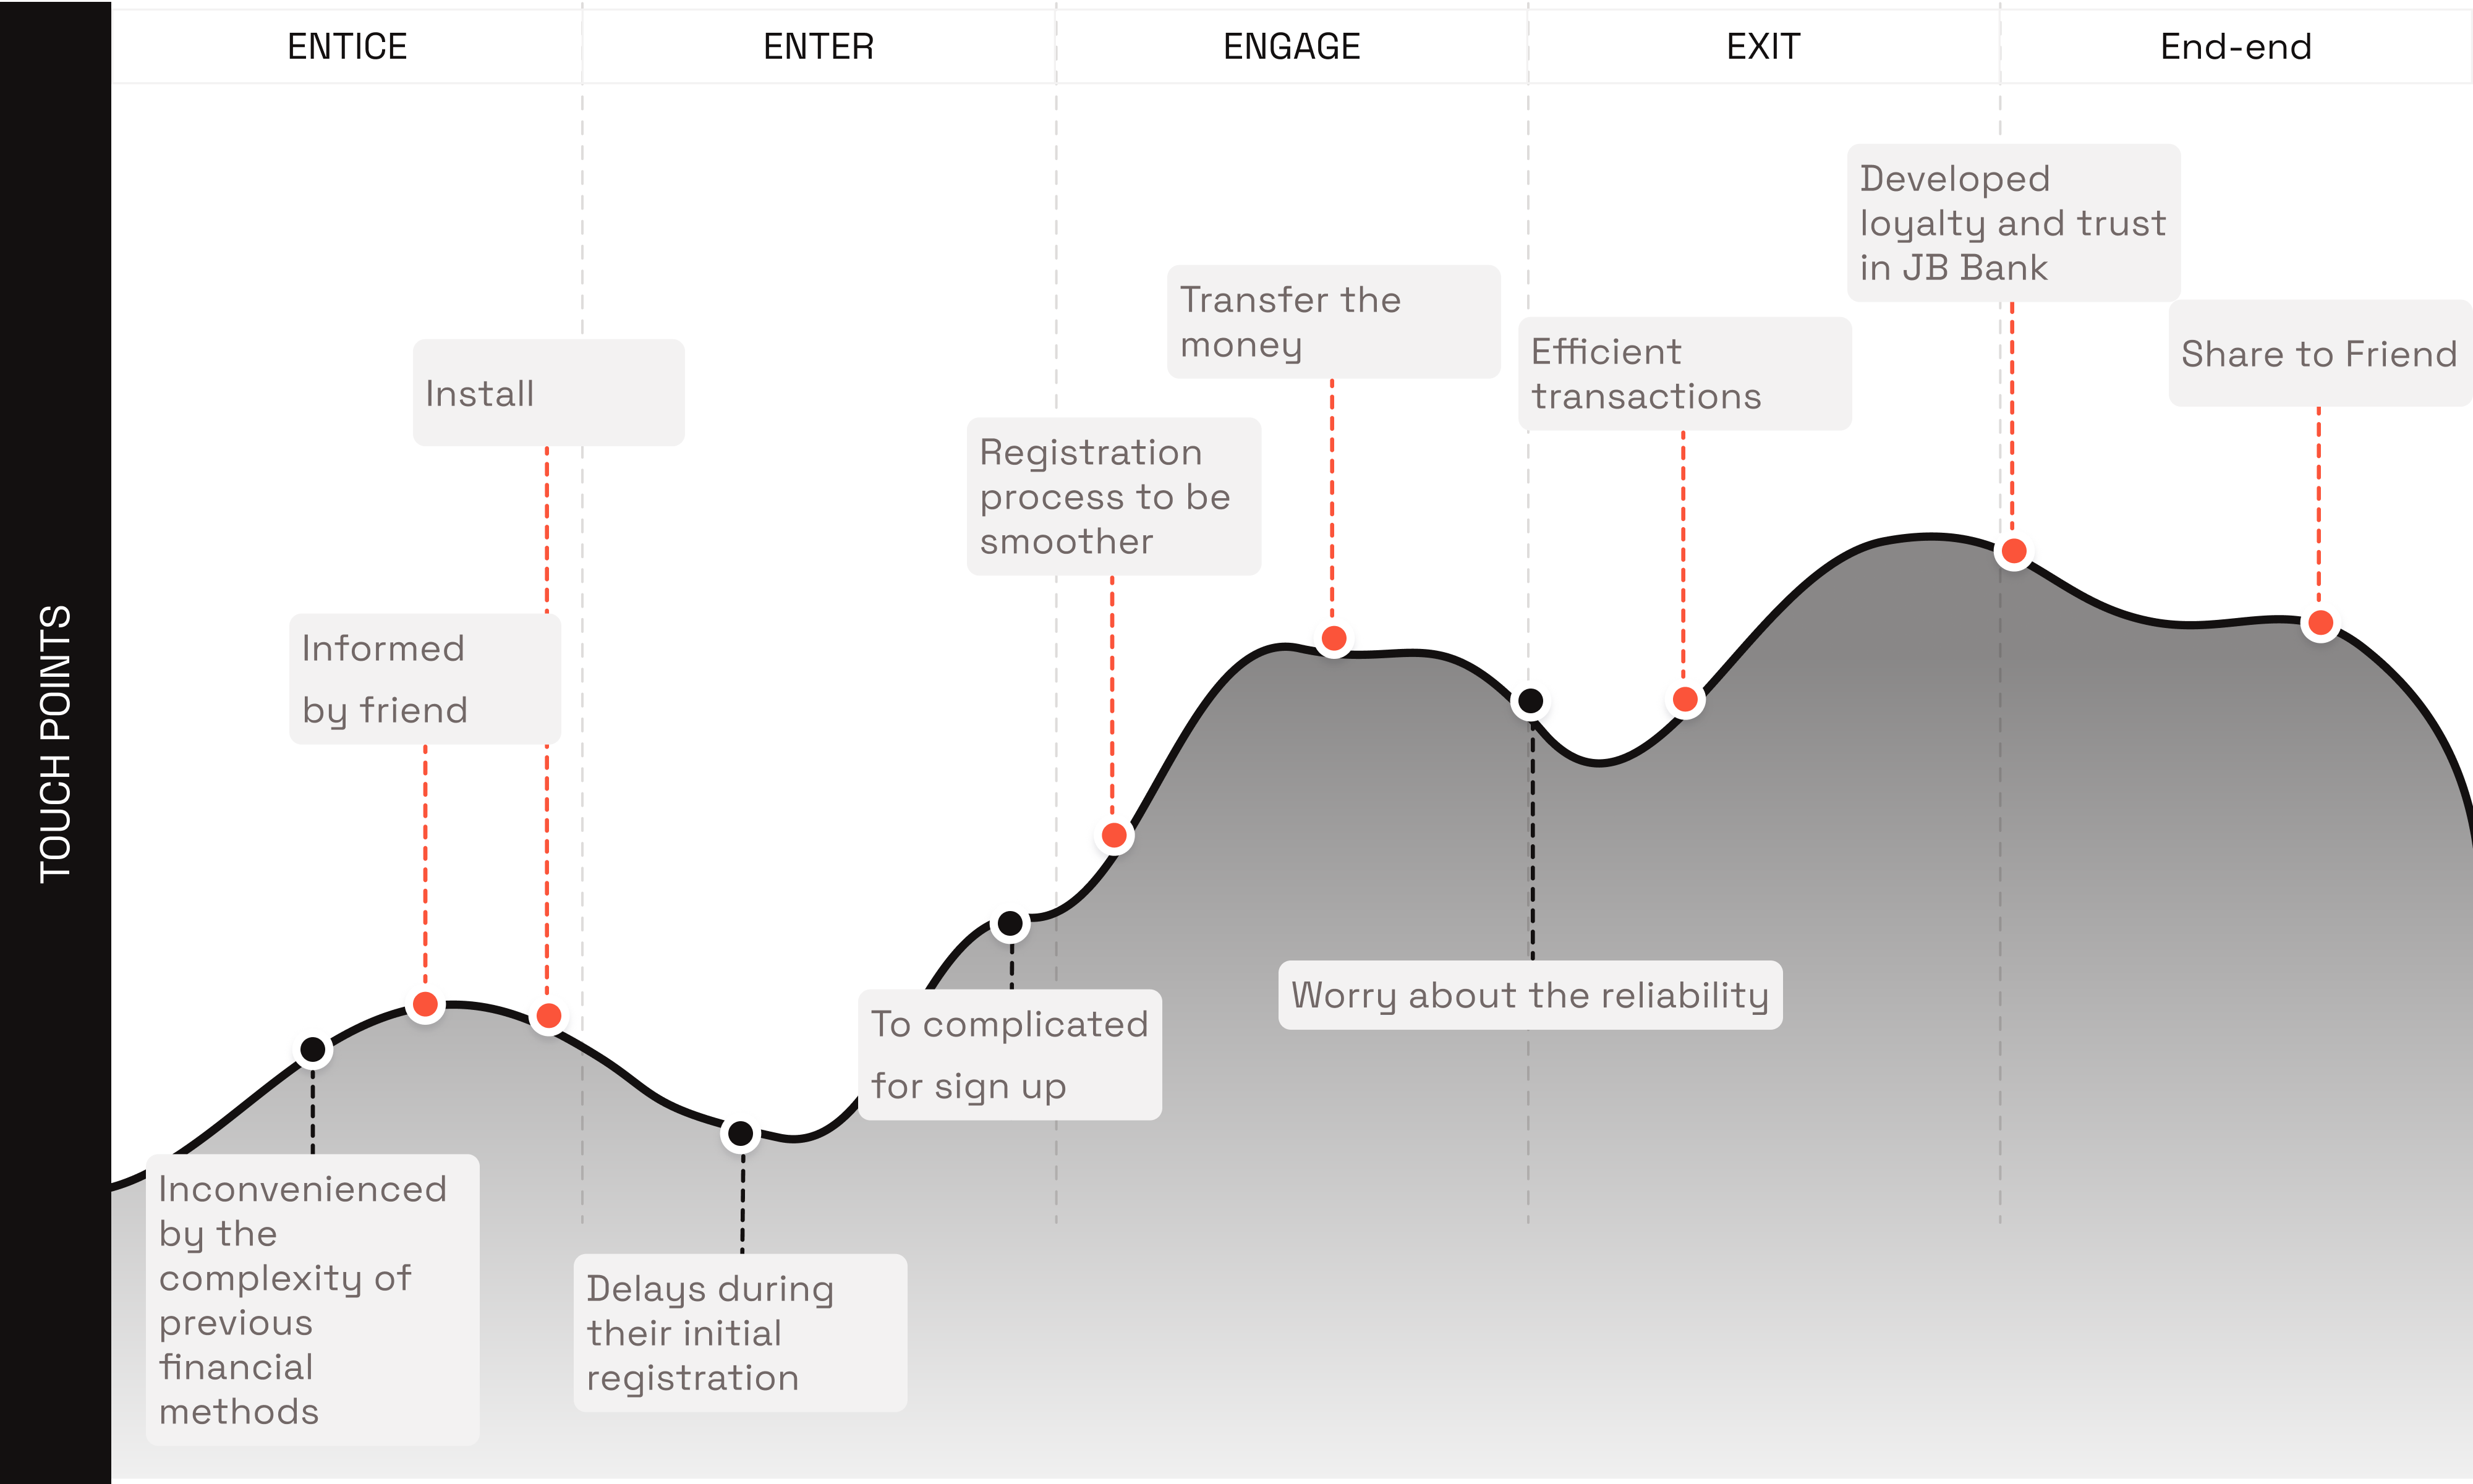 ENTICE
ENTER
ENGAGE
EXIT
End-end
TOUCH POINTS
Developed
loyalty and trust
in JB Bank
Transfer the
money
Efficient
transactions
Share to Friend
Install
Registration
process to be
smoother
Informed
by friend
To complicated
for sign up
Worry about the reliability
Inconvenienced
by the
complexity of
previous
financial
methods
Delays during
their initial
registration